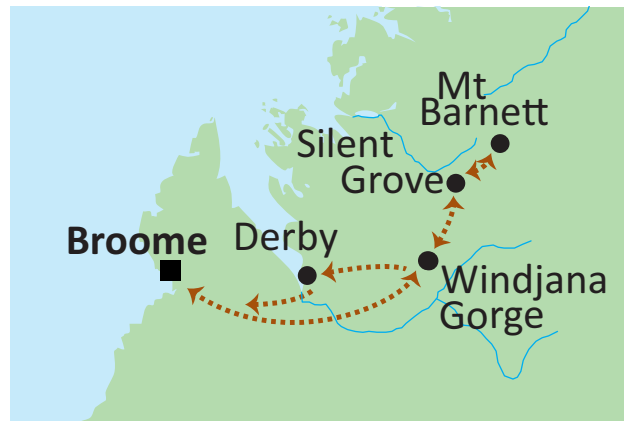 Mt
Barnett
Silent
Grove
Broome
Derby
Windjana
Gorge